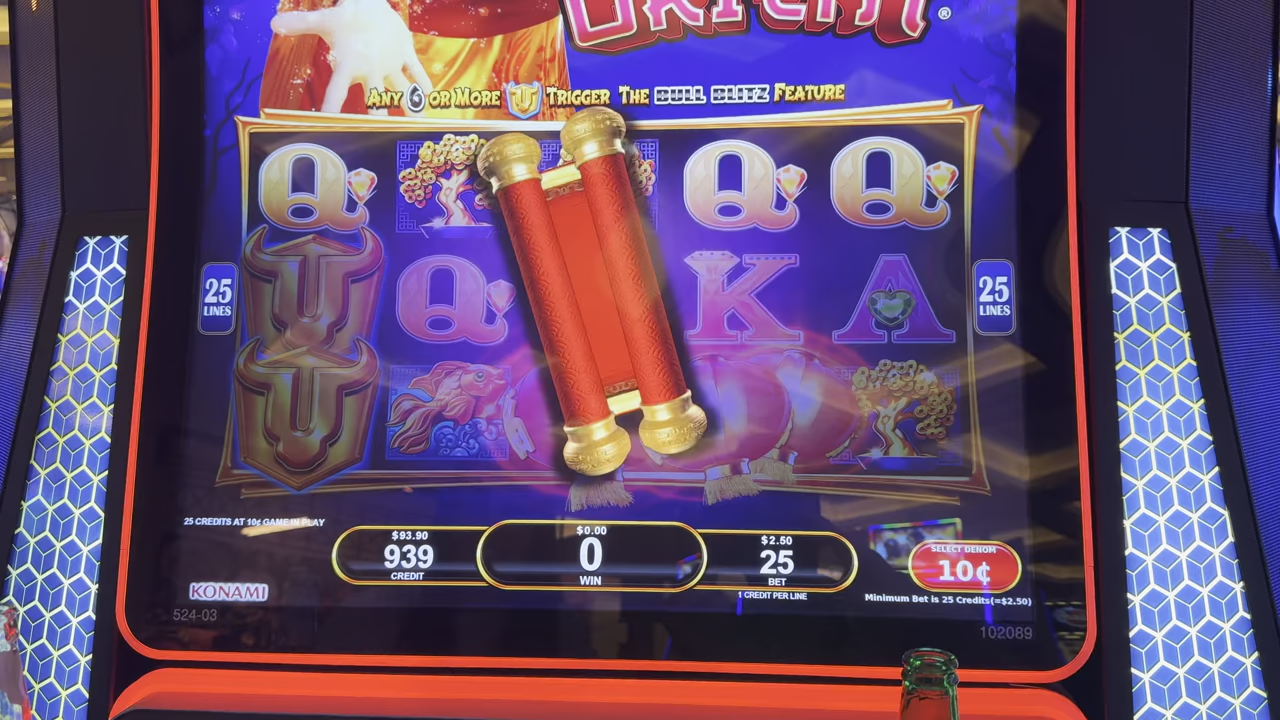 ®
ANY 6 OR MORE TRIGGER THE BULL BLITZ FEATURE
Q Q Q
25 LINES
Q K A
25 LINES
25 CREDITS AT 10¢ GAME IN PLAY
$93.90
939
CREDIT
$0.00
0
WIN
$2.50
25
BET
1 CREDIT PER LINE
SELECT DENOM
10¢
Minimum Bet is 25 Credits(=$2.50)
KONAMI
524-03
102089